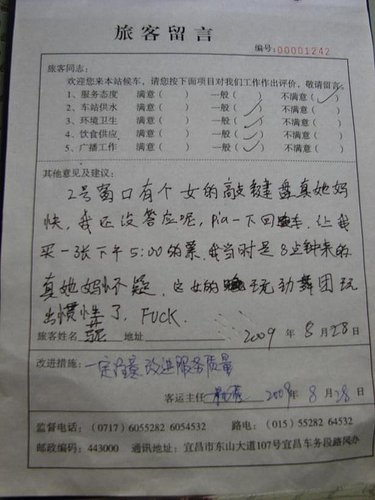 旅客留言
编号:00001242
旅客同志:
欢迎您来本站候车，请您按下面项目对我们工作作出评价，敬请留言。
1、服务态度 满意（ ） 一般（ ） 不满意（✓）
2、车站供水 满意（ ） 一般（✓） 不满意（ ）
3、环境卫生 满意（ ） 一般（✓） 不满意（ ）
4、饮食供应 满意（ ） 一般（✓） 不满意（ ）
5、广播工作 满意（ ） 一般（✓） 不满意（ ）
其他意见及建议:
2号窗口有个女的敲键盘真她妈
快，我还没答应呢，Pia一下回车，让我
买一张下午5:00的票，我当时是8点钟来的
真她妈怀疑，这女的玩劲舞团玩
出惯性了，FUCK.
旅客姓名 地址 2009 年 8 月 28 日
改进措施: 一定注意改进服务质量
客运主任 2009 年 8 月 28 日
监督电话：(0717) 6055282 6054532 路电：(015) 55282 64532
邮政编码：443000 通讯地址：宜昌市东山大道107号宜昌车务段路风办